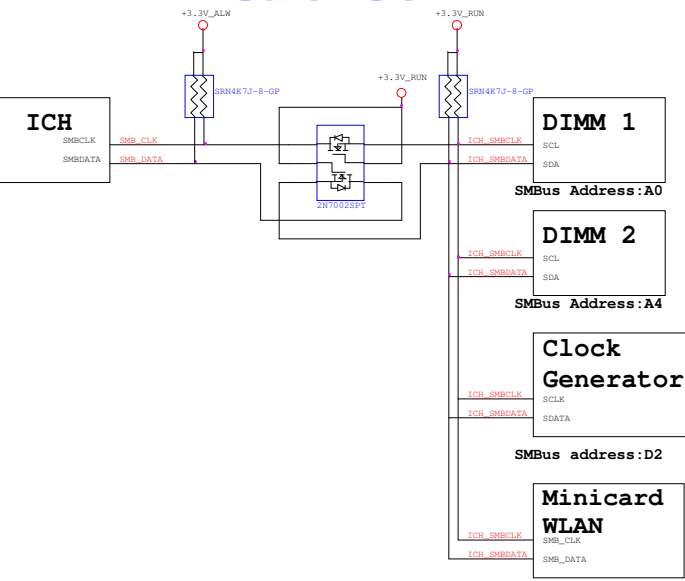 +3.3V_ALW
+3.3V_RUN
+3.3V_RUN
SRN4K7J-8-GP
SRN4K7J-8-GP
ICH
SMBCLK
SMBDATA
SMB_CLK
SMB_DATA
2N7002SPT
ICH_SMBCLK
ICH_SMBDATA
DIMM 1
SCL
SDA
SMBus Address:A0
ICH_SMBCLK
ICH_SMBDATA
DIMM 2
SCL
SDA
SMBus Address:A4
ICH_SMBCLK
ICH_SMBDATA
Clock
Generator
SCLK
SDATA
SMBus address:D2
ICH_SMBCLK
ICH_SMBDATA
Minicard
WLAN
SMB_CLK
SMB_DATA